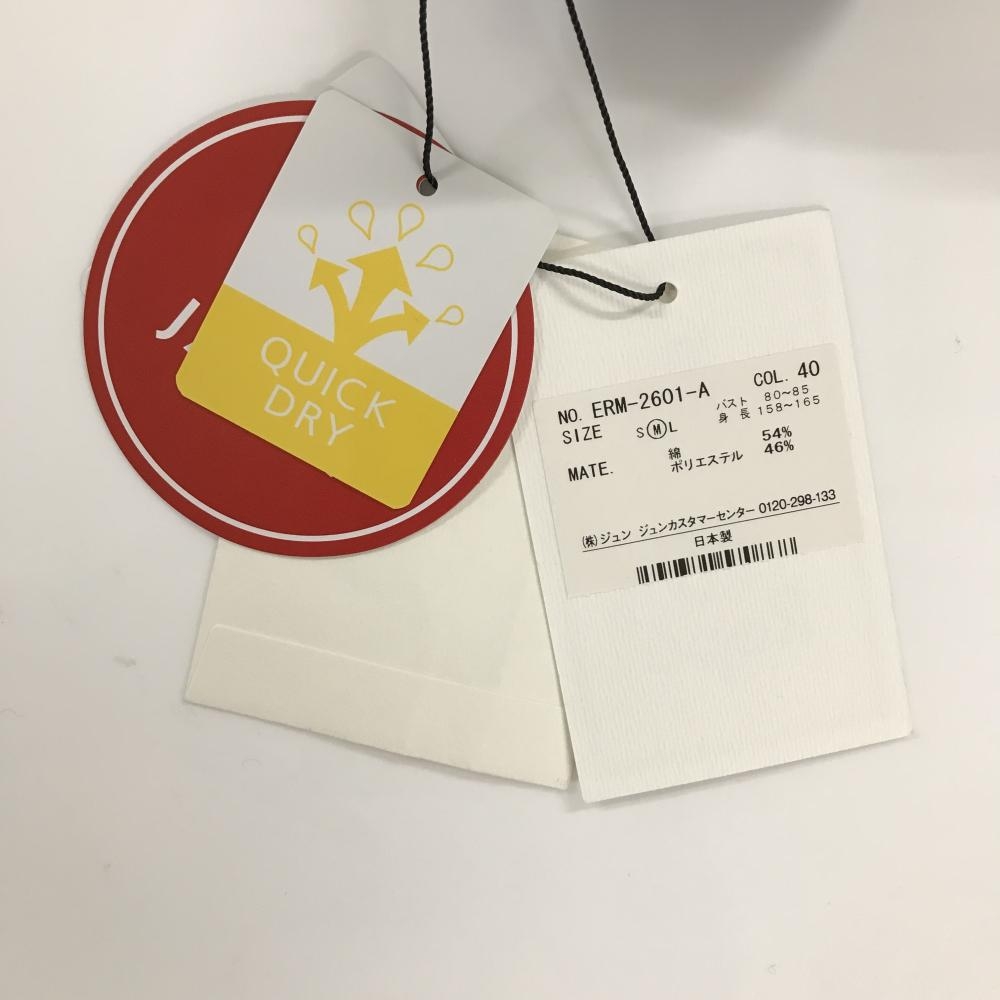 QUICK
DRY
NO. ERM-2601-A COL. 40
SIZE S M L バスト 80~85
身 長 158~165
MATE. 綿 54%
ポリエステル 46%
(株)ジュン ジュンカスタマーセンター 0120-298-133
日本製